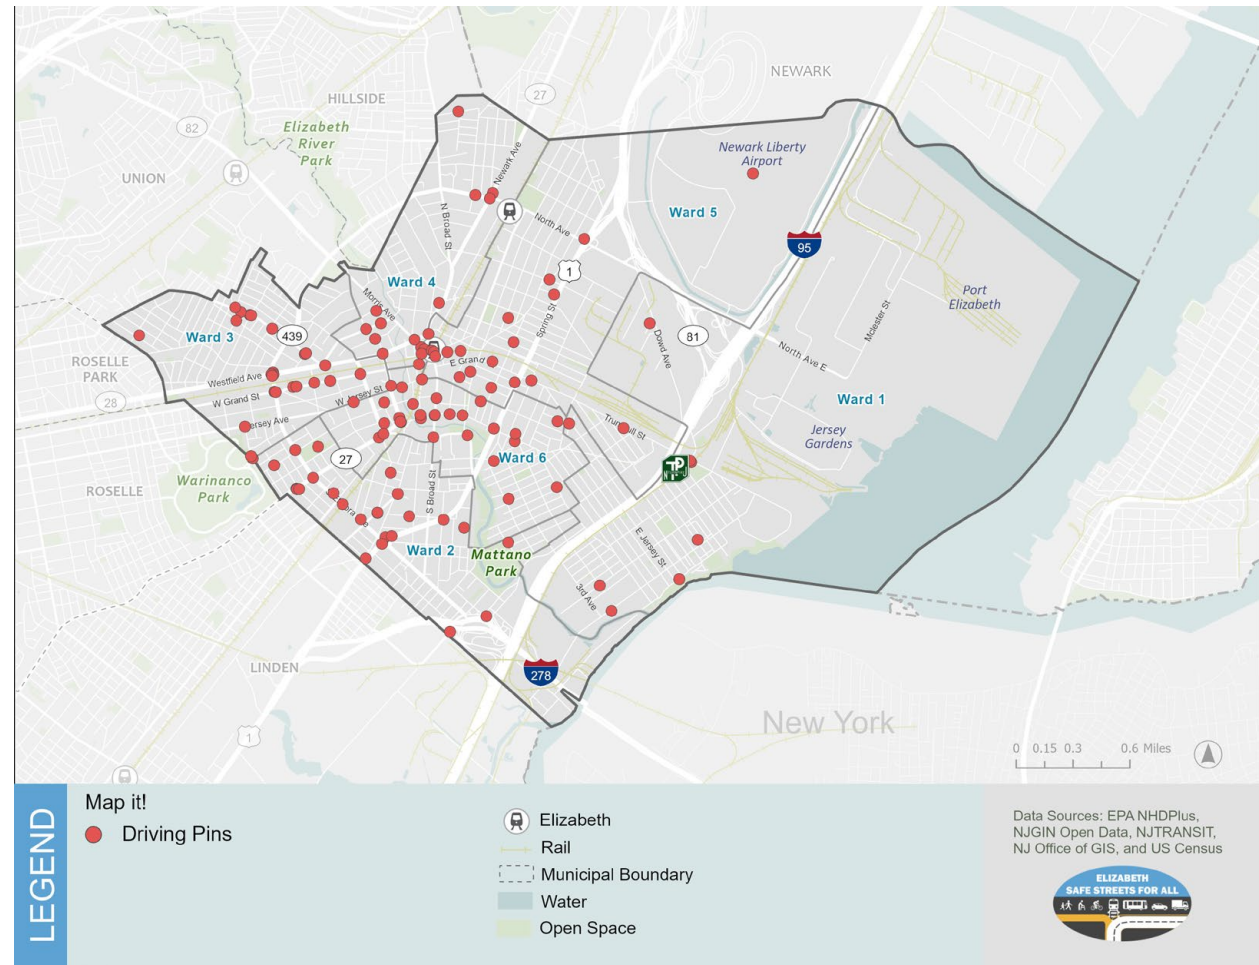 NEWARK
HILLSIDE
27
82
Elizabeth
River
Park
Newark Ave
Newark Liberty
Airport
UNION
N Broad St
North Ave
Ward 5
95
1
Ward 4
Port
Elizabeth
Morris Ave
Spring St
Mclester St
Ward 3
439
81
Dowd Ave
North Ave E
ROSELLE
PARK
E Grand
Westfield Ave
W Grand St
W Jersey St
28
Ward 1
ersey Ave
Jersey
Gardens
27
Ward 6
Warinanco
Park
ROSELLE
S Broad St
E Jersey St
Ward 2
Mattano
Park
3rd Ave
LINDEN
278
New York
1
0 0.15 0.3 0.6 Miles
LEGEND
Map it!
Driving Pins
Elizabeth
Rail
Municipal Boundary
Water
Open Space
Data Sources: EPA NHDPlus,
NJGIN Open Data, NJTRANSIT,
NJ Office of GIS, and US Census
ELIZABETH
SAFE STREETS FOR ALL